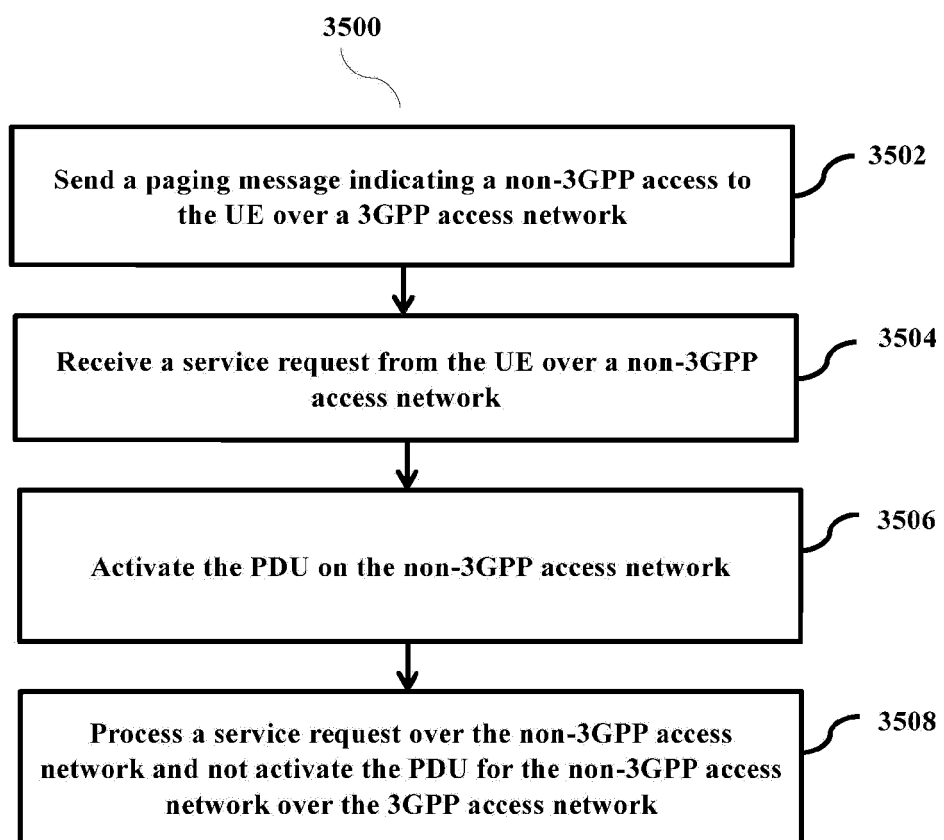 3500
3502
Send a paging message indicating a non-3GPP access to
the UE over a 3GPP access network
3504
Receive a service request from the UE over a non-3GPP
access network
3506
Activate the PDU on the non-3GPP access network
3508
Process a service request over the non-3GPP access
network and not activate the PDU for the non-3GPP access
network over the 3GPP access network